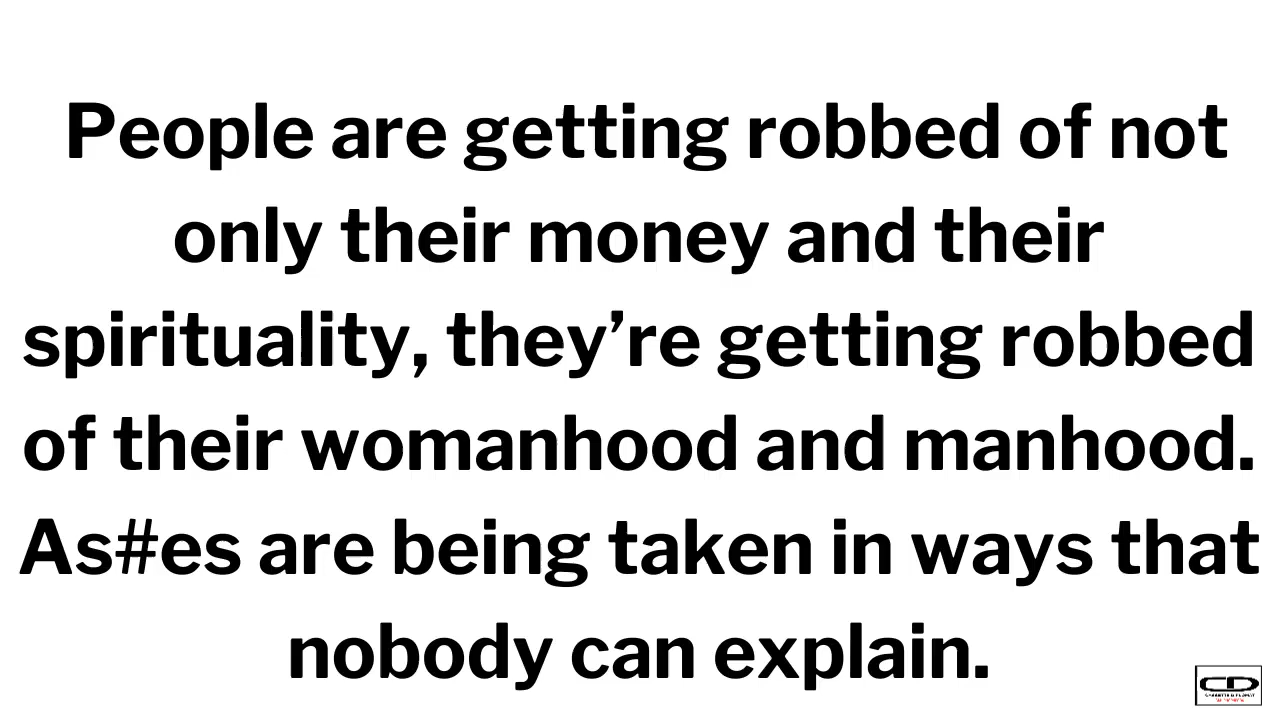 People are getting robbed of not
only their money and their
spirituality, they’re getting robbed
of their womanhood and manhood.
As#es are being taken in ways that
nobody can explain.
CD